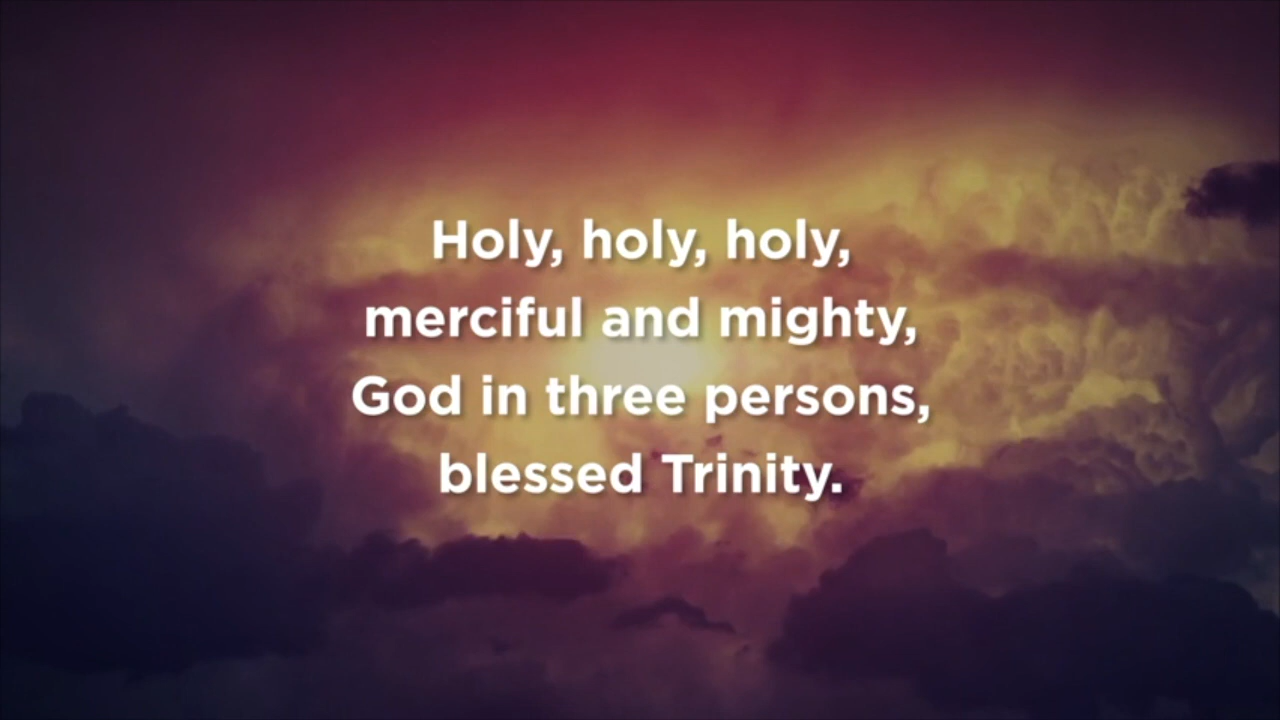 Holy, holy, holy,
merciful and mighty,
God in three persons,
blessed Trinity.